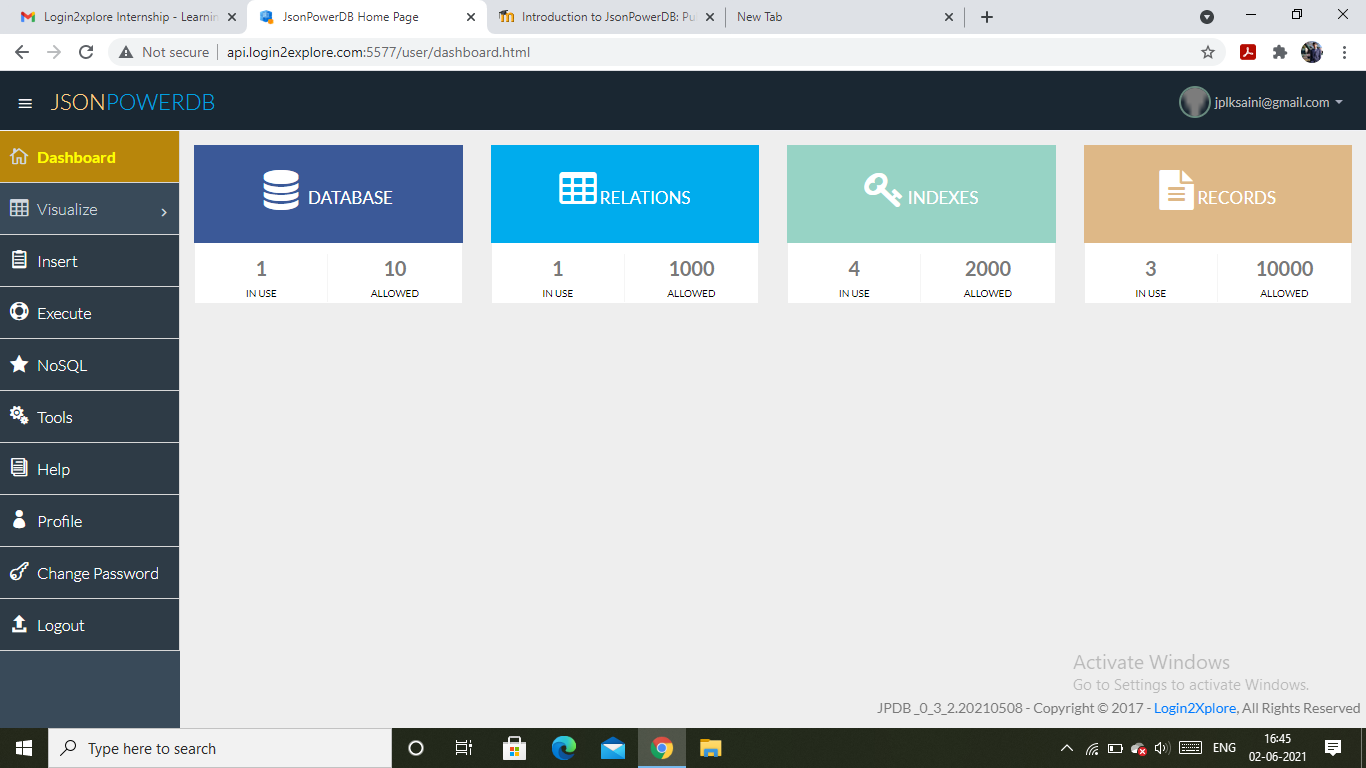 Login2xplore Internship - Learnin
JsonPowerDB Home Page
Introduction to JsonPowerDB: Pu
New Tab
Not secure
api.login2explore.com:5577/user/dashboard.html
JSONPOWERDB
jplksaini@gmail.com
Dashboard
Visualize
Insert
Execute
NoSQL
Tools
Help
Profile
Change Password
Logout
DATABASE
1
10
IN USE
ALLOWED
RELATIONS
1
1000
IN USE
ALLOWED
INDEXES
4
2000
IN USE
ALLOWED
RECORDS
3
10000
IN USE
ALLOWED
Activate Windows
Go to Settings to activate Windows.
JPDB_0_3_2.20210508 - Copyright © 2017 - Login2Xplore, All Rights Reserved
Type here to search
ENG
16:45
02-06-2021